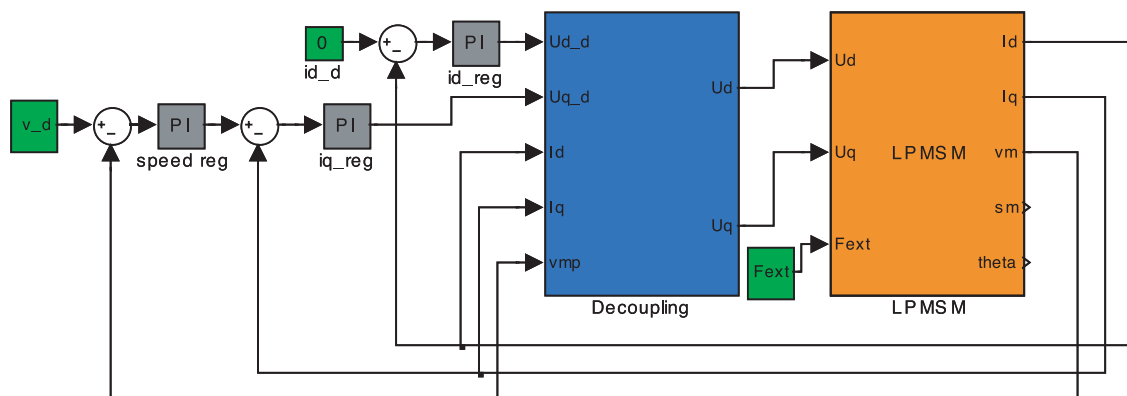 0
+
-
PI
id_d
id_reg
v_d
+
-
PI
speed reg
+
-
PI
iq_reg
Ud_d
Uq_d
Id
Iq
vmp
Ud
Uq
Decoupling
Fext
Ud
Uq
Fext
LPMSM
Id
Iq
vm
sm
theta
LPMSM